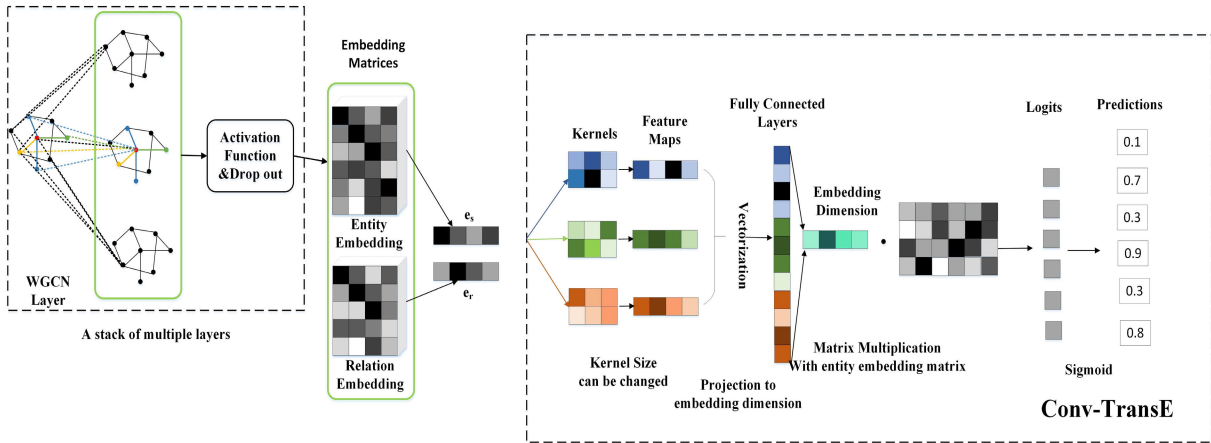 WGCN
Layer
A stack of multiple layers
Activation
Function
&Drop out
Embedding
Matrices
Entity
Embedding
Relation
Embedding
es
er
Kernels
Feature
Maps
Kernel Size
can be changed
Vectorization
Fully Connected
Layers
Projection to
embedding dimension
Embedding
Dimension
Matrix Multiplication
With entity embedding matrix
Logits
Predictions
0.1
0.7
0.3
0.9
0.3
0.8
Sigmoid
Conv-TransE